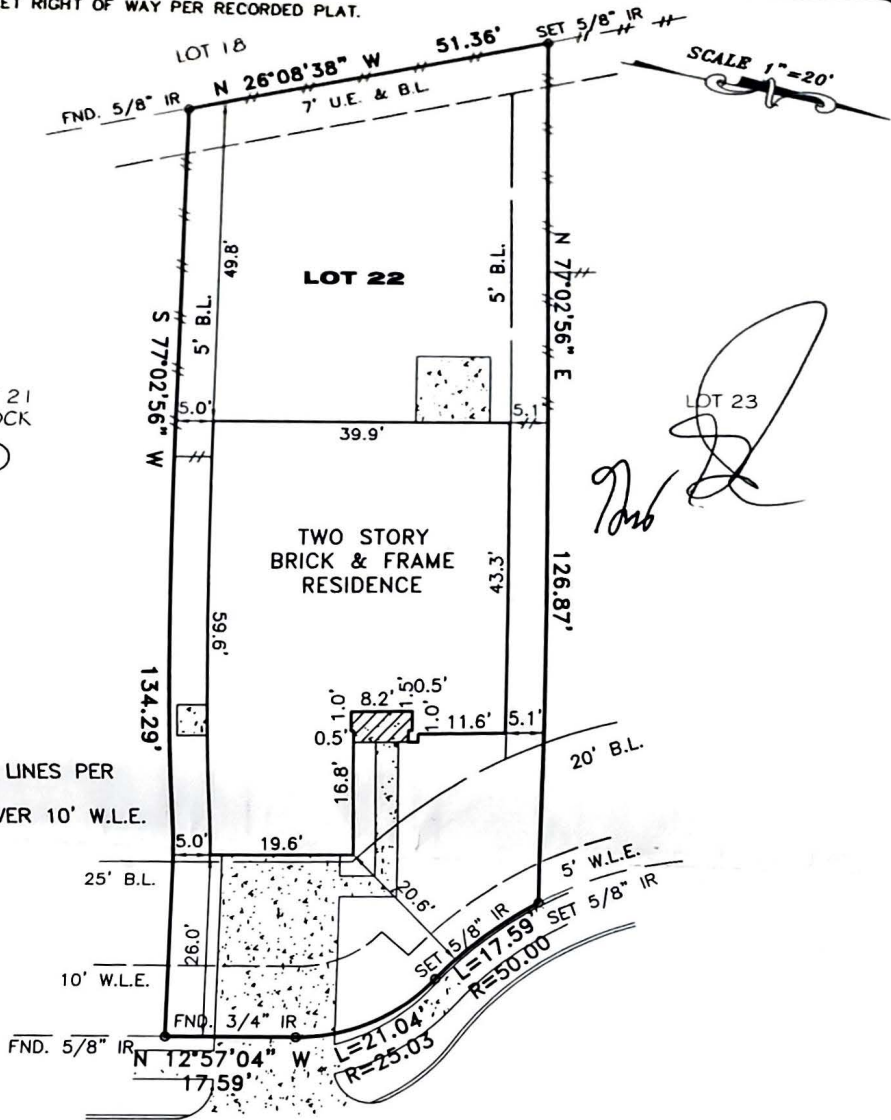 ET RIGHT OF WAY PER RECORDED PLAT.
SET 5/8" IR
LOT 18
N 26°08'38" W 51.36'
SCALE 1"=20'
FND. 5/8" IR
7' U.E. & B.L.
49.8'
5' B.L.
LOT 22
5' B.L.
N 77°02'56" E
S 77°02'56" W
21
OCK
LOT 23
5.0'
39.9'
5.1'
TWO STORY
BRICK & FRAME
RESIDENCE
43.3'
126.87'
59.6'
134.29'
1.0'
8.2'
1.5'
0.5'
1.0'
11.6'
5.1'
0.5'
16.8'
20' B.L.
LINES PER
VER 10' W.L.E.
5.0'
19.6'
25' B.L.
20.6'
5' W.L.E.
SET 5/8" IR
26.0'
SET 5/8" IR
L=17.59'
R=50.00
10' W.L.E.
FND. 3/4" IR
L=21.04'
R=25.03
FND. 5/8" IR
N 12°57'04" W
17.59'